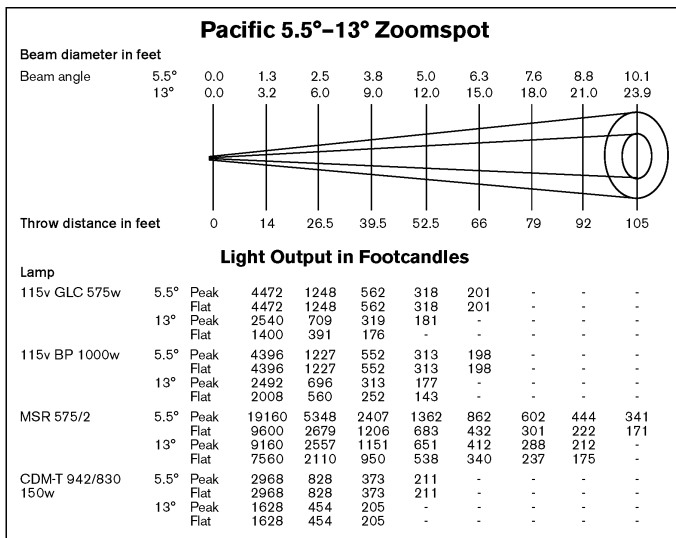 Pacific 5.5°–13° Zoomspot
Beam diameter in feet
Beam angle 5.5° 0.0 1.3 2.5 3.8 5.0 6.3 7.6 8.8 10.1
13° 0.0 3.2 6.0 9.0 12.0 15.0 18.0 21.0 23.9
Throw distance in feet 0 14 26.5 39.5 52.5 66 79 92 105
Light Output in Footcandles
Lamp
115v GLC 575w 5.5° Peak 4472 1248 562 318 201 - - -
Flat 4472 1248 562 318 201 - - -
13° Peak 2540 709 319 181 - - - -
Flat 1400 391 176 - - - - -
115v BP 1000w 5.5° Peak 4396 1227 552 313 198 - - -
Flat 4396 1227 552 313 198 - - -
13° Peak 2492 696 313 177 - - - -
Flat 2008 560 252 143 - - - -
MSR 575/2 5.5° Peak 19160 5348 2407 1362 862 602 444 341
Flat 9600 2679 1206 683 432 301 222 171
13° Peak 9160 2557 1151 651 412 288 212 -
Flat 7560 2110 950 538 340 237 175 -
CDM-T 942/830 5.5° Peak 2968 828 373 211 - - - -
150w Flat 2968 828 373 211 - - - -
13° Peak 1628 454 205 - - - - -
Flat 1628 454 205 - - - - -